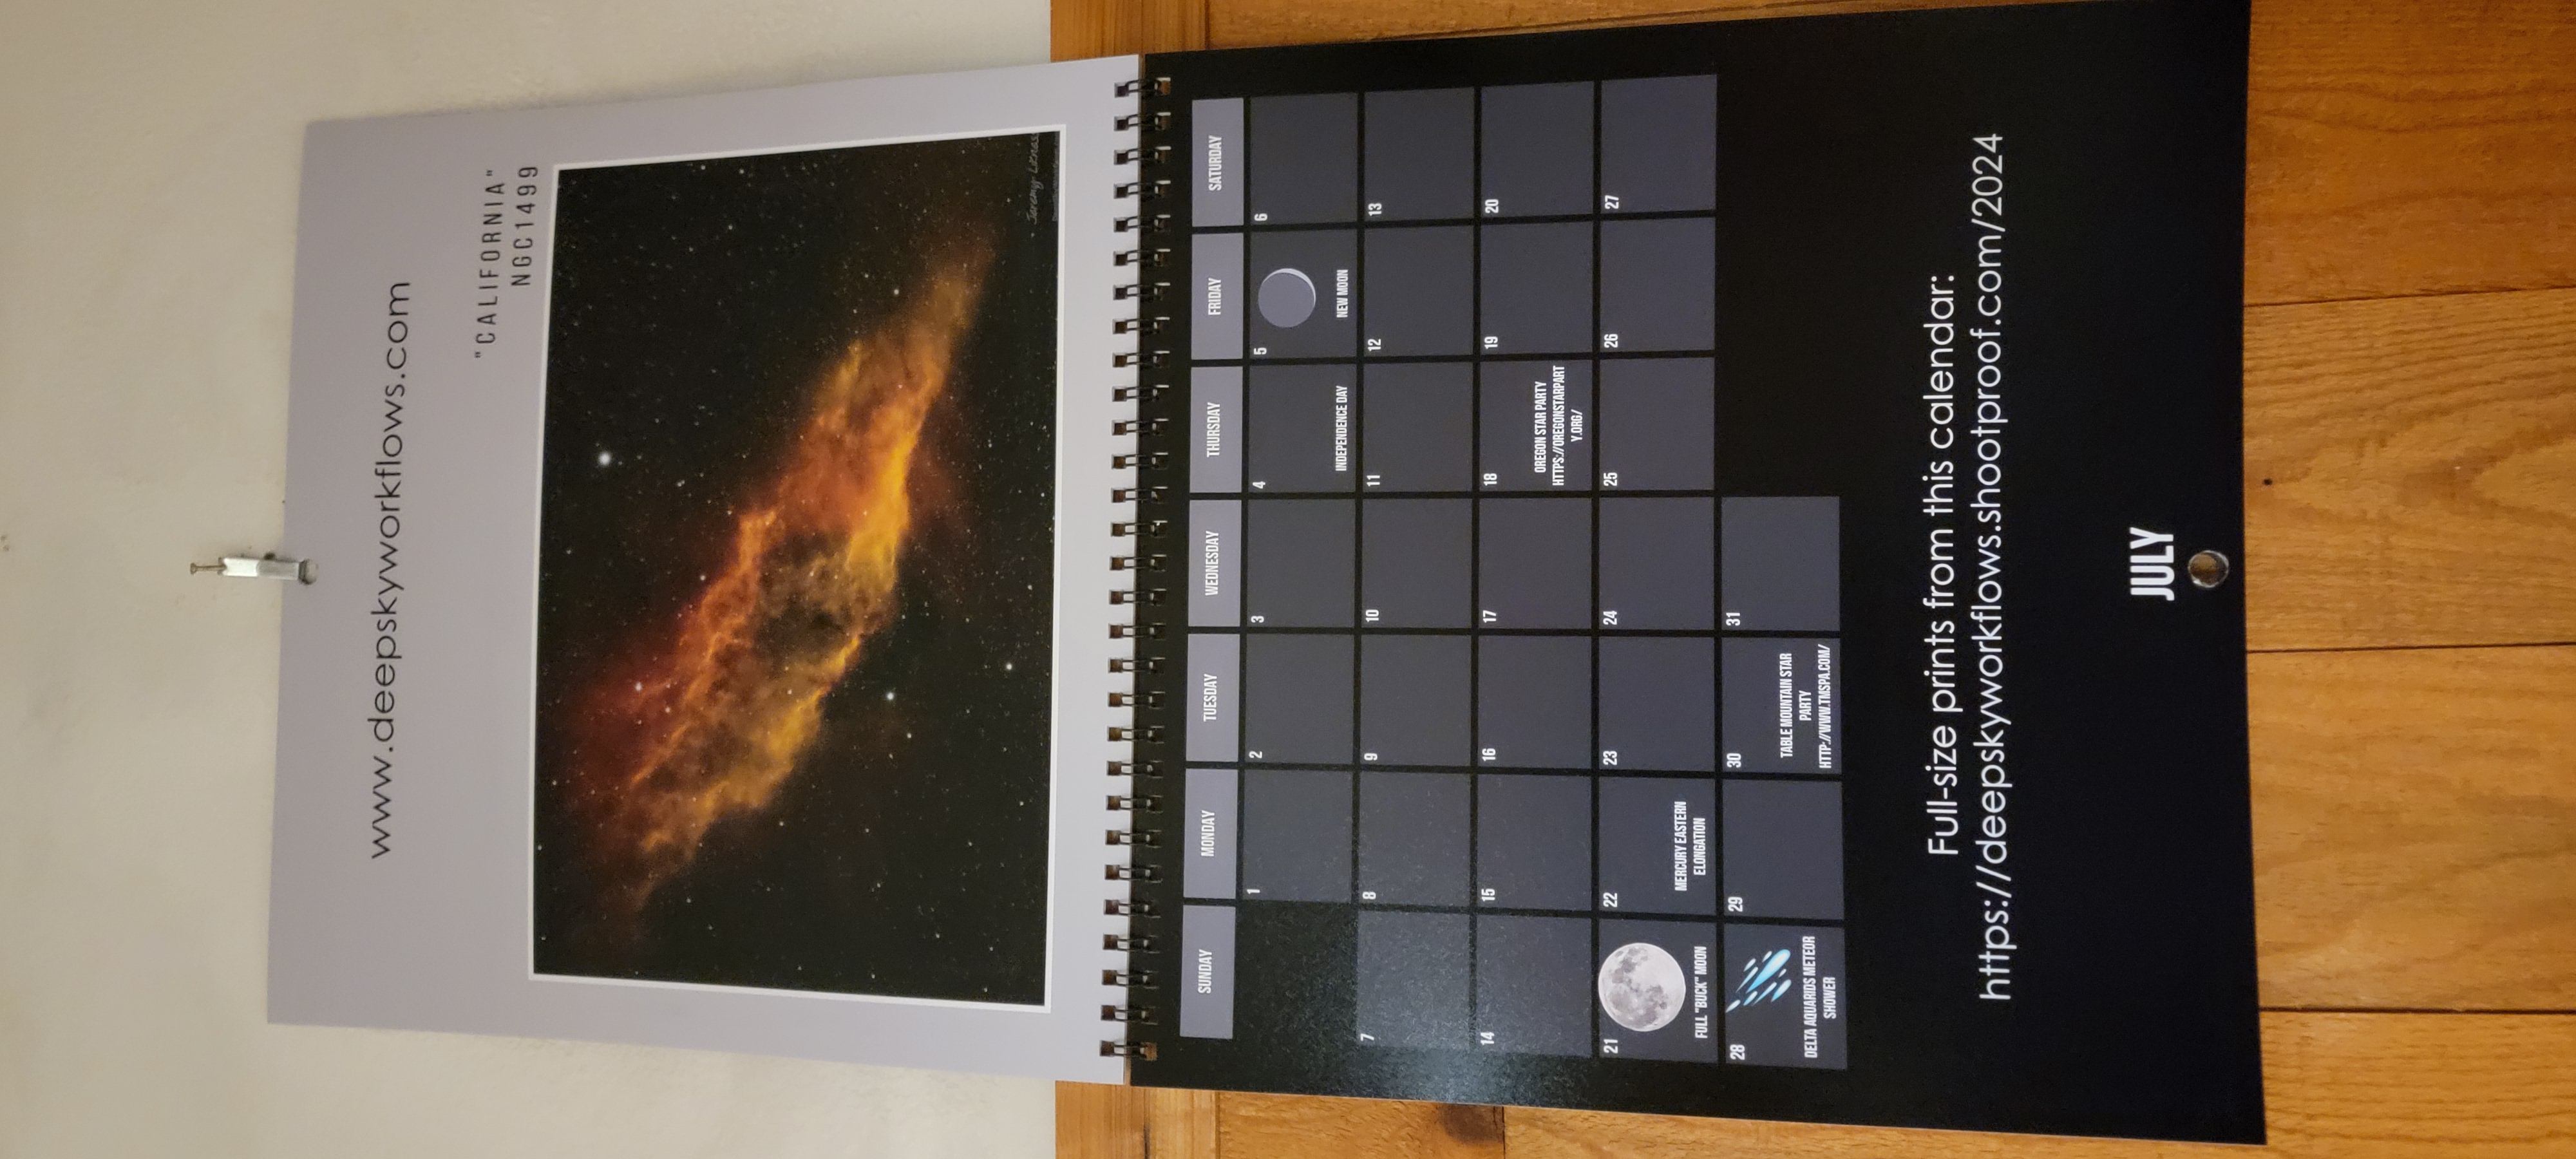 www.deepskyworkflows.com
"CALIFORNIA"
NGC1499
Jeremy Likness
SUNDAY MONDAY TUESDAY WEDNESDAY THURSDAY FRIDAY SATURDAY
1 2 3 4 5 6
INDEPENDENCE DAY NEW MOON
7 8 9 10 11 12 13
14 15 16 17 18 19 20
OREGON STAR PARTY
HTTPS://OREGONSTARPART
Y.ORG/
21 22 23 24 25 26 27
FULL "BUCK" MOON
MERCURY EASTERN
ELONGATION
28 29 30 31
DELTA AQUARIDS METEOR
SHOWER
TABLE MOUNTAIN STAR
PARTY
HTTP://WWW.TMSPA.COM/
Full-size prints from this calendar:
https://deepskyworkflows.shootproof.com/2024
JULY